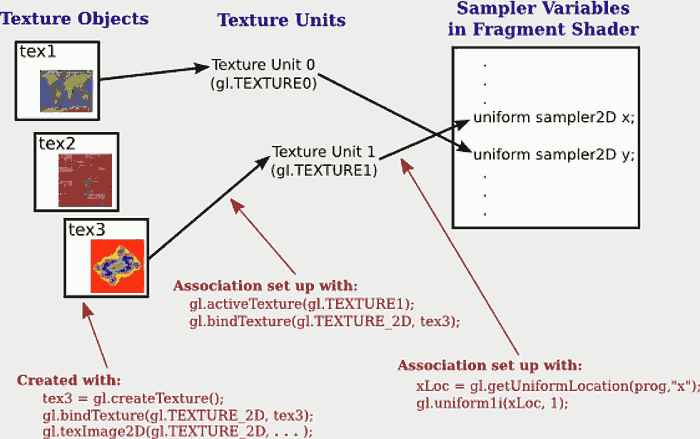 Texture Objects
Texture Units
Sampler Variables
in Fragment Shader
tex1
Texture Unit 0
(gl.TEXTURE0)
.
.
.
uniform sampler2D x;
tex2
Texture Unit 1
(gl.TEXTURE1)
uniform sampler2D y;
.
.
.
tex3
Association set up with:
gl.activeTexture(gl.TEXTURE1);
gl.bindTexture(gl.TEXTURE_2D, tex3);
Association set up with:
xLoc = gl.getUniformLocation(prog,"x");
gl.uniform1i(xLoc, 1);
Created with:
tex3 = gl.createTexture();
gl.bindTexture(gl.TEXTURE_2D, tex3);
gl.texImage2D(gl.TEXTURE_2D, . . . );